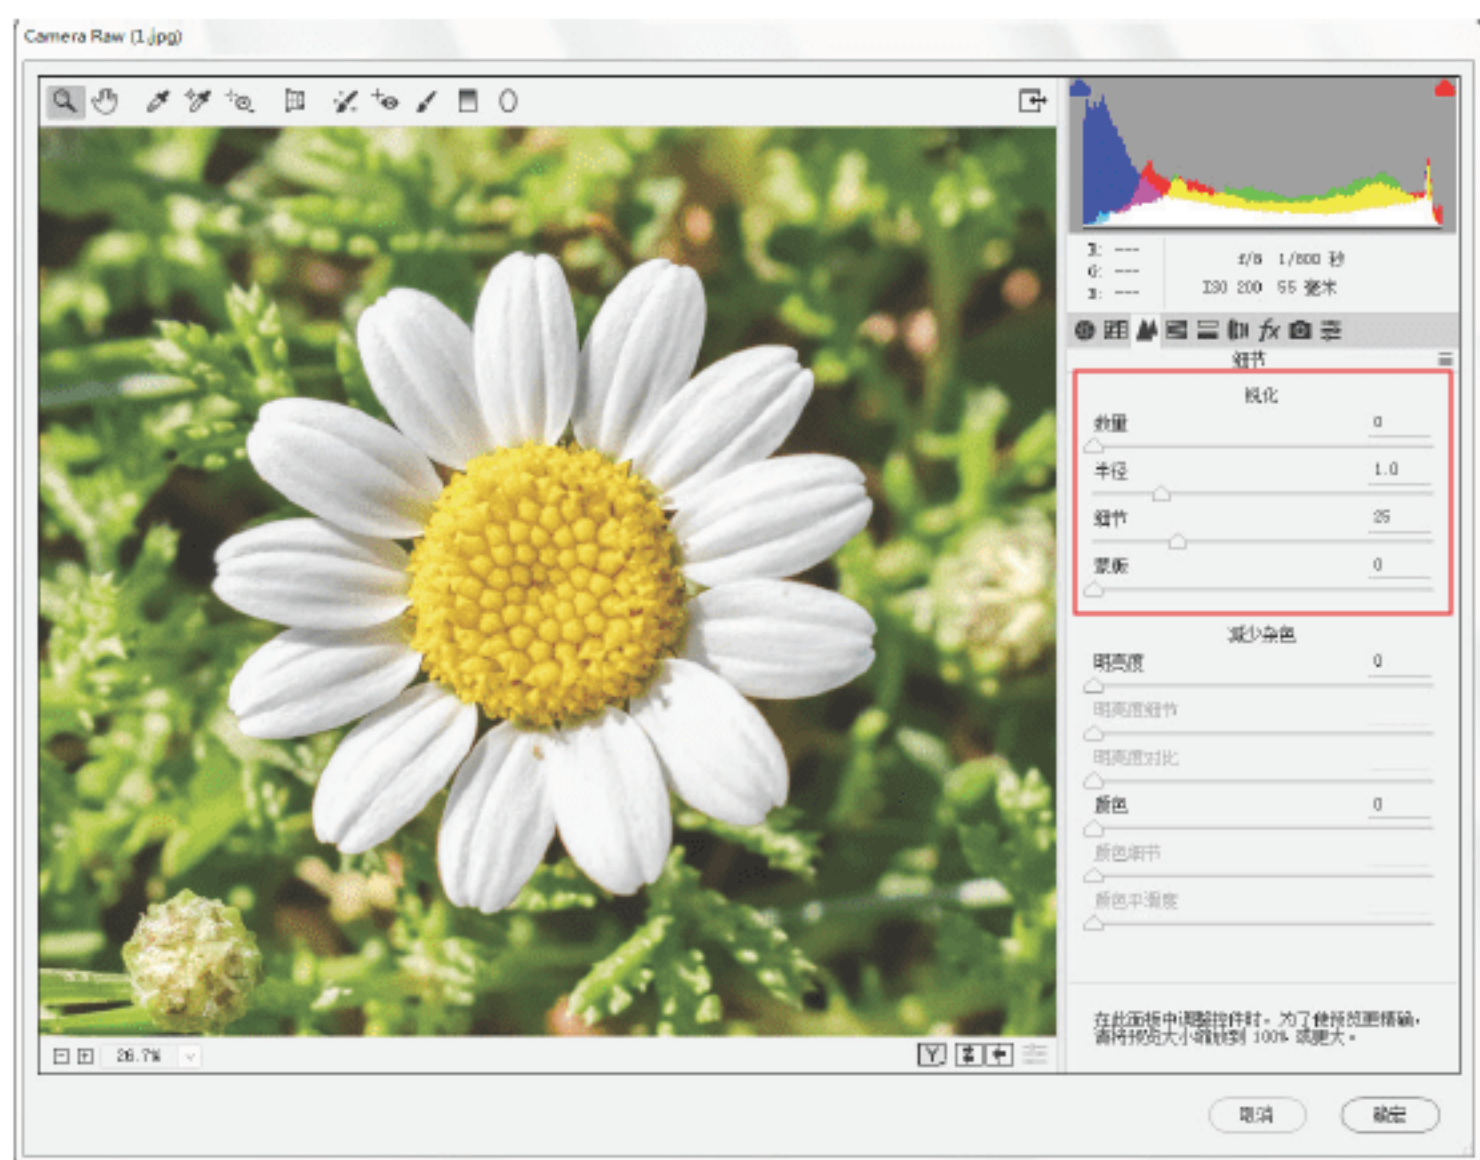 Camera Raw (1.jpg)
R: ---
G: ---
B: ---
f/8 1/800 秒
ISO 200 55 毫米
fx
细节
锐化
数量 0
半径 1.0
细节 25
蒙版 0
减少杂色
明亮度 0
明亮度细节
明亮度对比
颜色 0
颜色细节
颜色平滑度
在此面板中调整控件时,为了使预览更精确,
请将预览大小缩放到 100% 或更大。
26.7%
Y
取消
确定